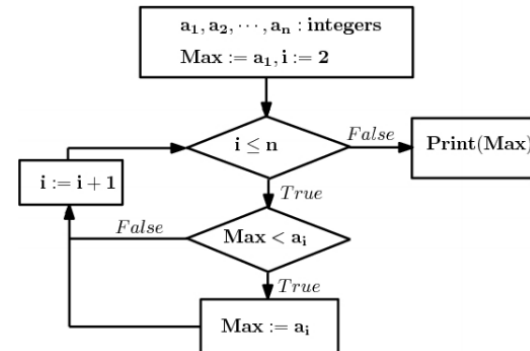 a₁, a₂, ⋯, aₙ : integers
Max := a₁, i := 2
i ≤ n
False
Print(Max)
i := i + 1
True
False
Max < aᵢ
True
Max := aᵢ